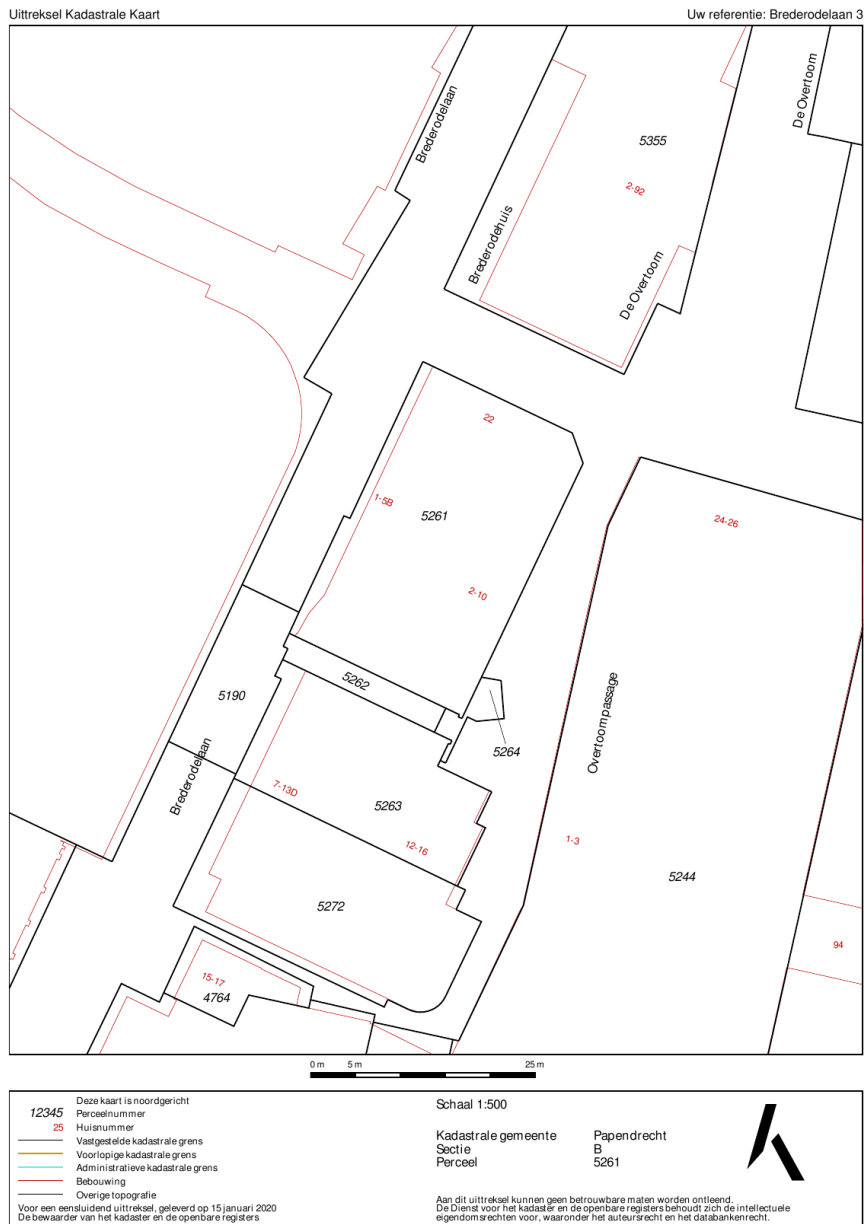 Uittreksel Kadastrale Kaart
Uw referentie: Brederodelaan 3
De Overtoom
Brederodelaan
5355
2-92
Brederodehuis
De Overtoom
22
1-5B
5261
24-26
2-10
5262
5190
Overtoompassage
5264
Brederodelaan
7-13D
5263
12-16
1-3
5244
5272
94
15-17
4764
0 m 5 m 25 m
Deze kaart is noordgericht
12345 Perceelnummer
25 Huisnummer
Vastgestelde kadastrale grens
Voorlopige kadastrale grens
Administratieve kadastrale grens
Bebouwing
Overige topografie
Voor een eensluidend uittreksel, geleverd op 15 januari 2020
De bewaarder van het kadaster en de openbare registers
Schaal 1:500
Kadastrale gemeente Papendrecht
Sectie B
Perceel 5261
Aan dit uittreksel kunnen geen betrouwbare maten worden ontleend.
De Dienst voor het kadaster en de openbare registers behoudt zich de intellectuele
eigendomsrechten voor, waaronder het auteursrecht en het databankenrecht.